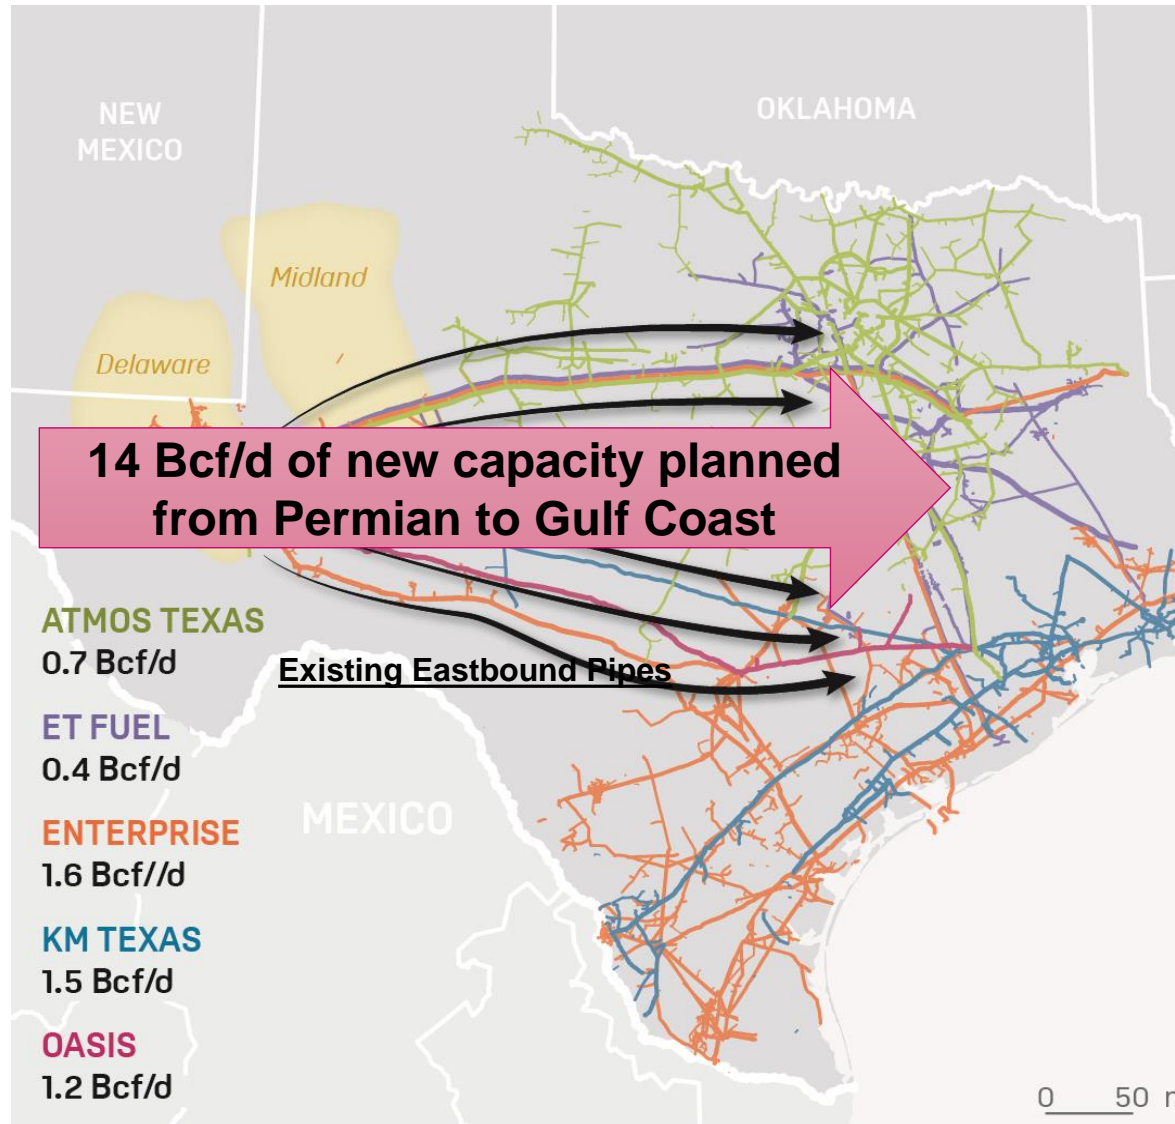 NEW
MEXICO
OKLAHOMA
Midland
Delaware
14 Bcf/d of new capacity planned
from Permian to Gulf Coast
ATMOS TEXAS
0.7 Bcf/d
Existing Eastbound Pipes
ET FUEL
0.4 Bcf/d
MEXICO
ENTERPRISE
1.6 Bcf//d
KM TEXAS
1.5 Bcf/d
OASIS
1.2 Bcf/d
0 50